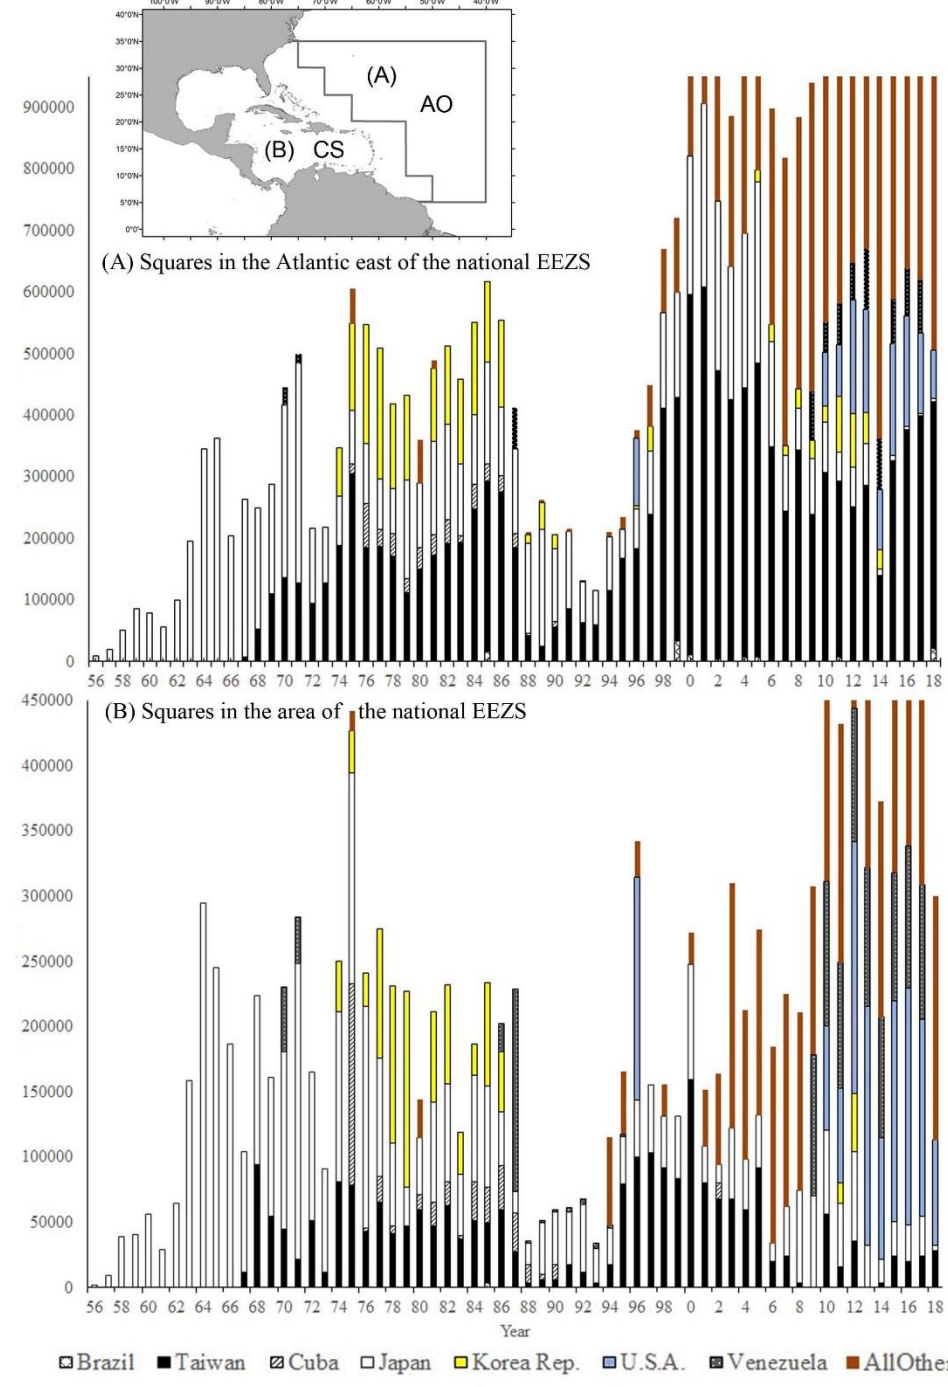 100°0'W 90°0'W 80°0'W 70°0'W 60°0'W 50°0'W 40°0'W
40°0'N
35°0'N
30°0'N
25°0'N
20°0'N
15°0'N
10°0'N
5°0'N
0°0'
(A)
AO
(B) CS
(A) Squares in the Atlantic east of the national EEZS
900000
800000
700000
600000
500000
400000
300000
200000
100000
0
56 58 60 62 64 66 68 70 72 74 76 78 80 82 84 86 88 90 92 94 96 98 0 2 4 6 8 10 12 14 16 18
(B) Squares in the area of the national EEZS
450000
400000
350000
300000
250000
200000
150000
100000
50000
0
56 58 60 62 64 66 68 70 72 74 76 78 80 82 84 86 88 90 92 94 96 98 0 2 4 6 8 10 12 14 16 18
Year
Brazil Taiwan Cuba Japan Korea Rep. U.S.A. Venezuela AllOthe